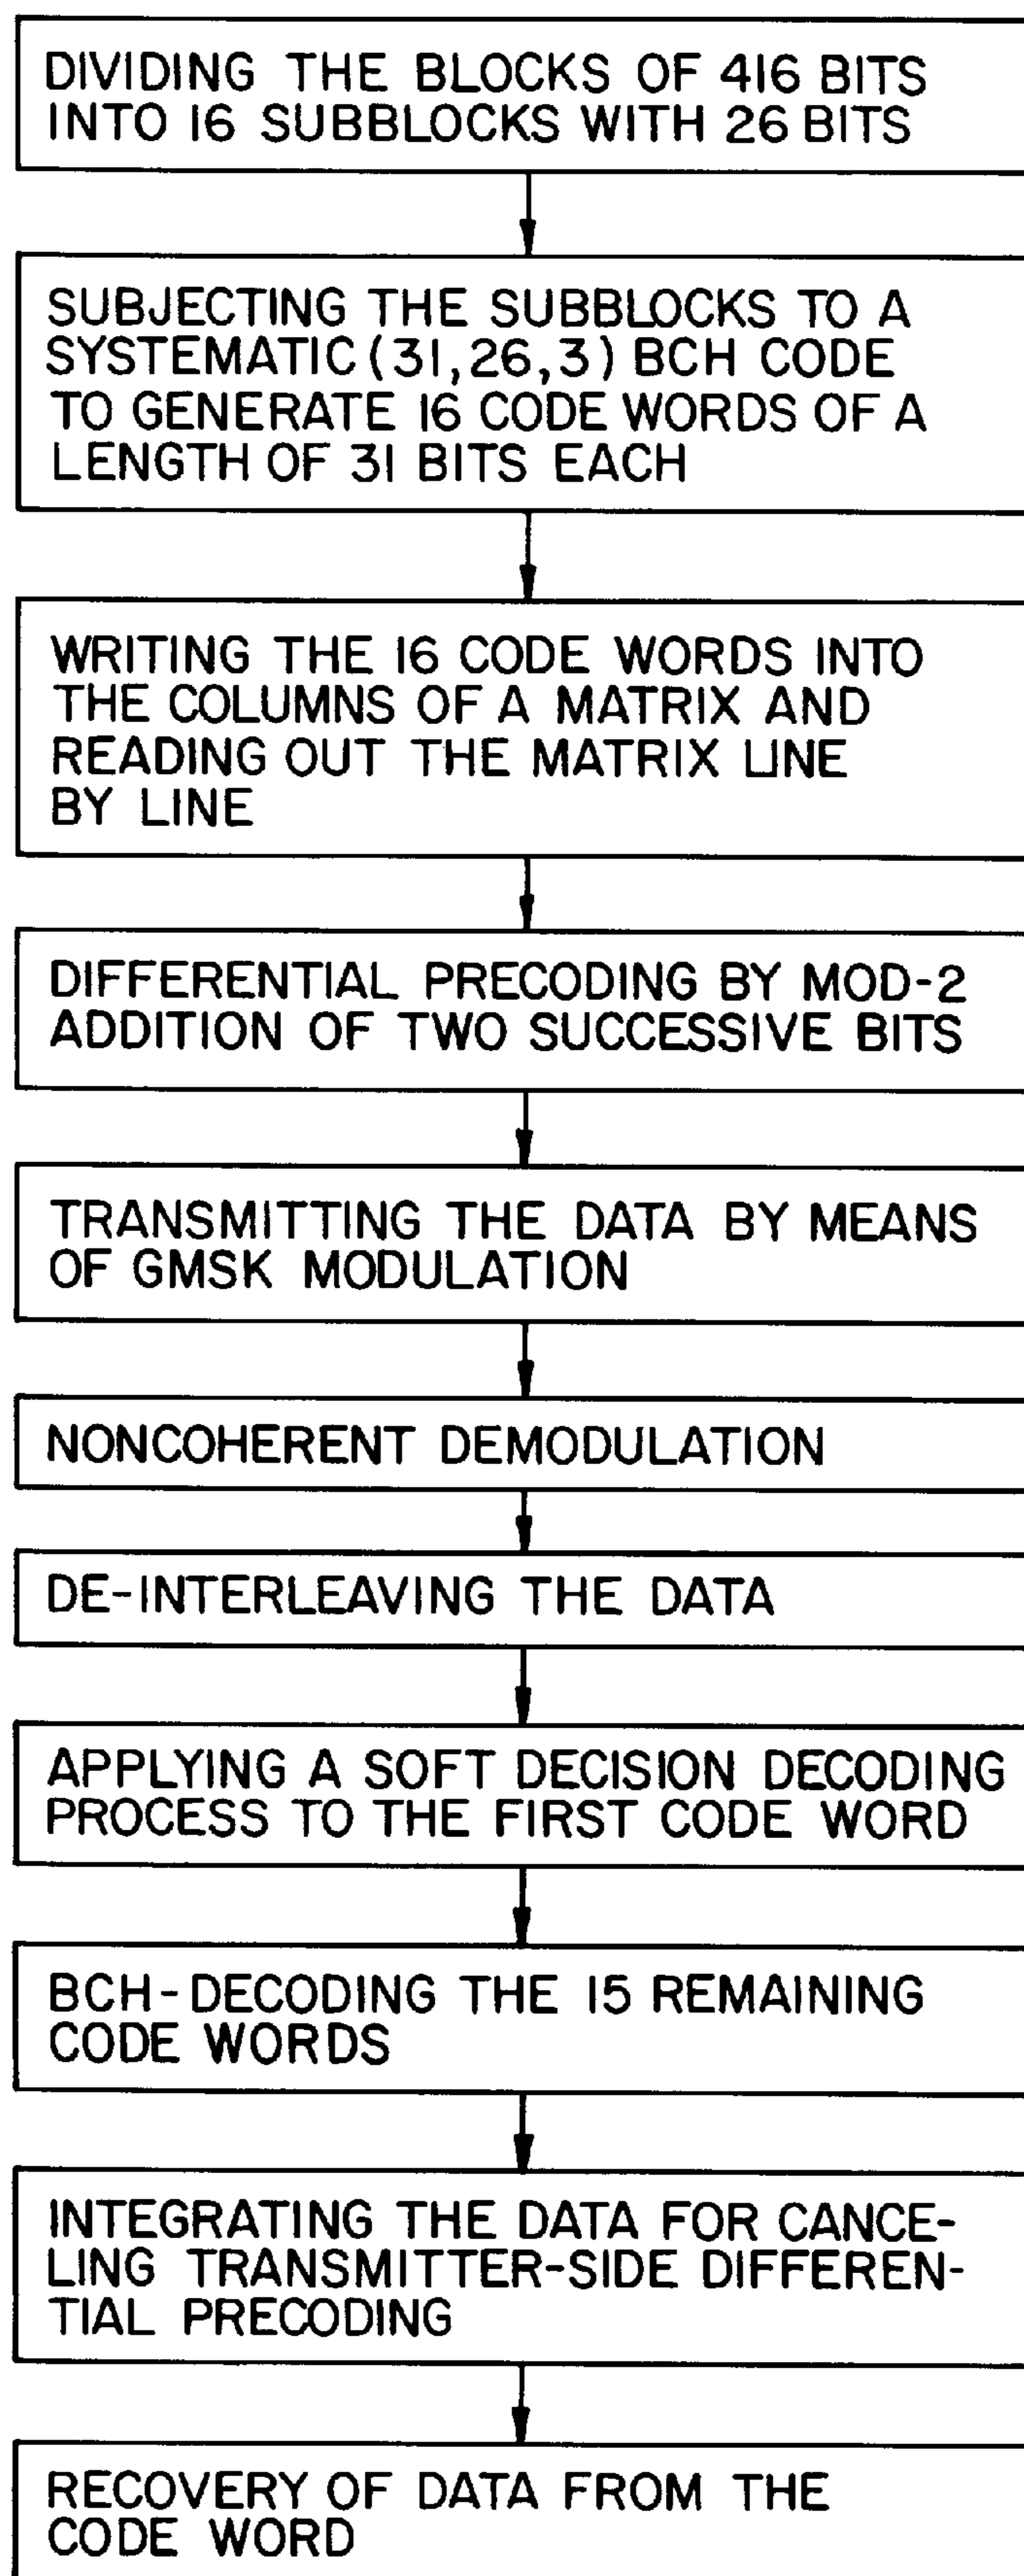 DIVIDING THE BLOCKS OF 416 BITS
INTO 16 SUBBLOCKS WITH 26 BITS
SUBJECTING THE SUBBLOCKS TO A
SYSTEMATIC (31,26,3) BCH CODE
TO GENERATE 16 CODE WORDS OF A
LENGTH OF 31 BITS EACH
WRITING THE 16 CODE WORDS INTO
THE COLUMNS OF A MATRIX AND
READING OUT THE MATRIX LINE
BY LINE
DIFFERENTIAL PRECODING BY MOD-2
ADDITION OF TWO SUCCESSIVE BITS
TRANSMITTING THE DATA BY MEANS
OF GMSK MODULATION
NONCOHERENT DEMODULATION
DE-INTERLEAVING THE DATA
APPLYING A SOFT DECISION DECODING
PROCESS TO THE FIRST CODE WORD
BCH-DECODING THE 15 REMAINING
CODE WORDS
INTEGRATING THE DATA FOR CANCE-
LING TRANSMITTER-SIDE DIFFEREN-
TIAL PRECODING
RECOVERY OF DATA FROM THE
CODE WORD